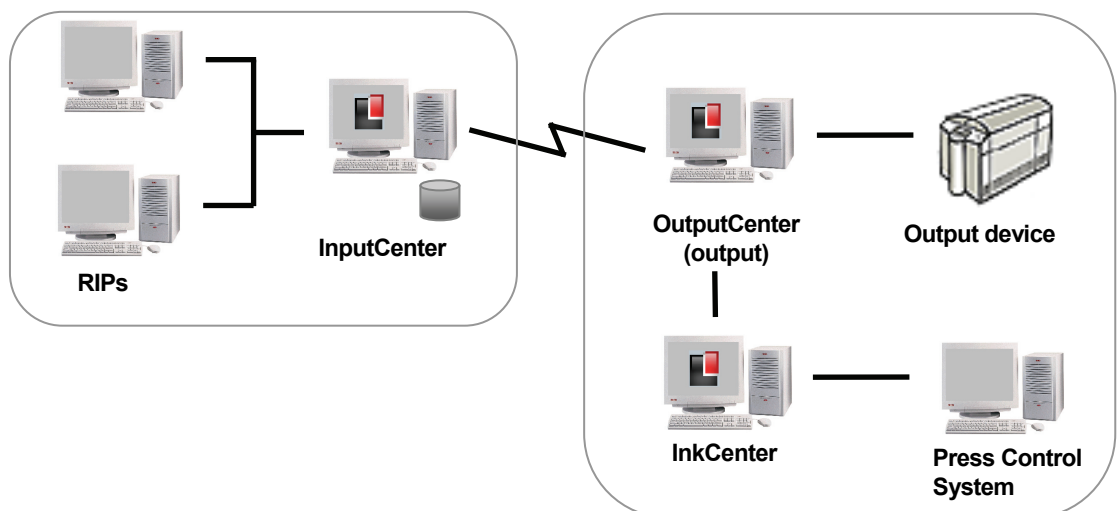 RIPs
InputCenter
OutputCenter
(output)
Output device
InkCenter
Press Control
System